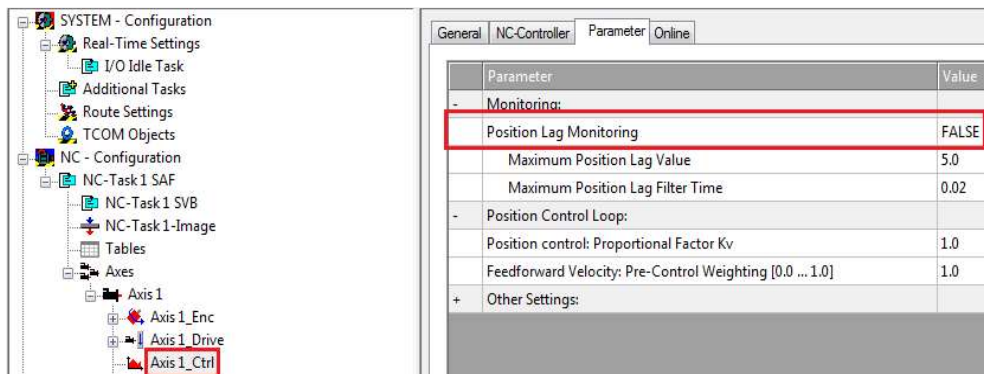 SYSTEM - Configuration
Real-Time Settings
I/O Idle Task
Additional Tasks
Route Settings
TCOM Objects
NC - Configuration
NC-Task 1 SAF
NC-Task 1 SVB
NC-Task 1-Image
Tables
Axes
Axis 1
Axis 1_Enc
Axis 1_Drive
Axis 1_Ctrl
General NC-Controller Parameter Online
Parameter Value
- Monitoring:
Position Lag Monitoring FALSE
Maximum Position Lag Value 5.0
Maximum Position Lag Filter Time 0.02
- Position Control Loop:
Position control: Proportional Factor Kv 1.0
Feedforward Velocity: Pre-Control Weighting [0.0 ... 1.0] 1.0
+ Other Settings: